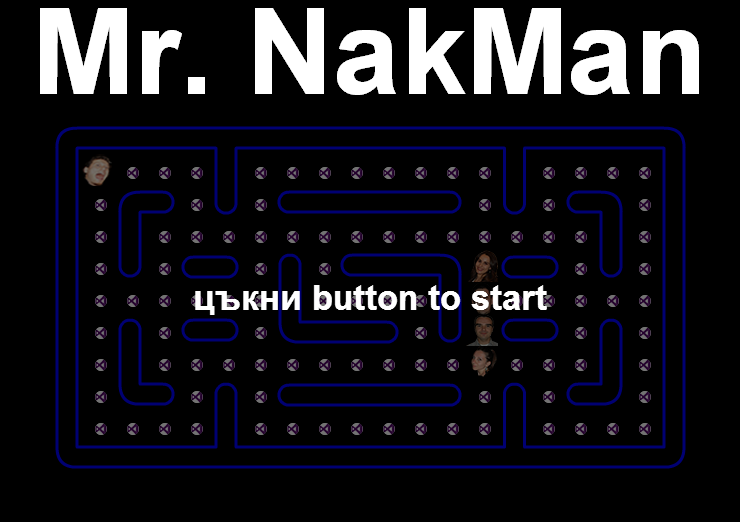 Mr. NakMan
цъкни button to start